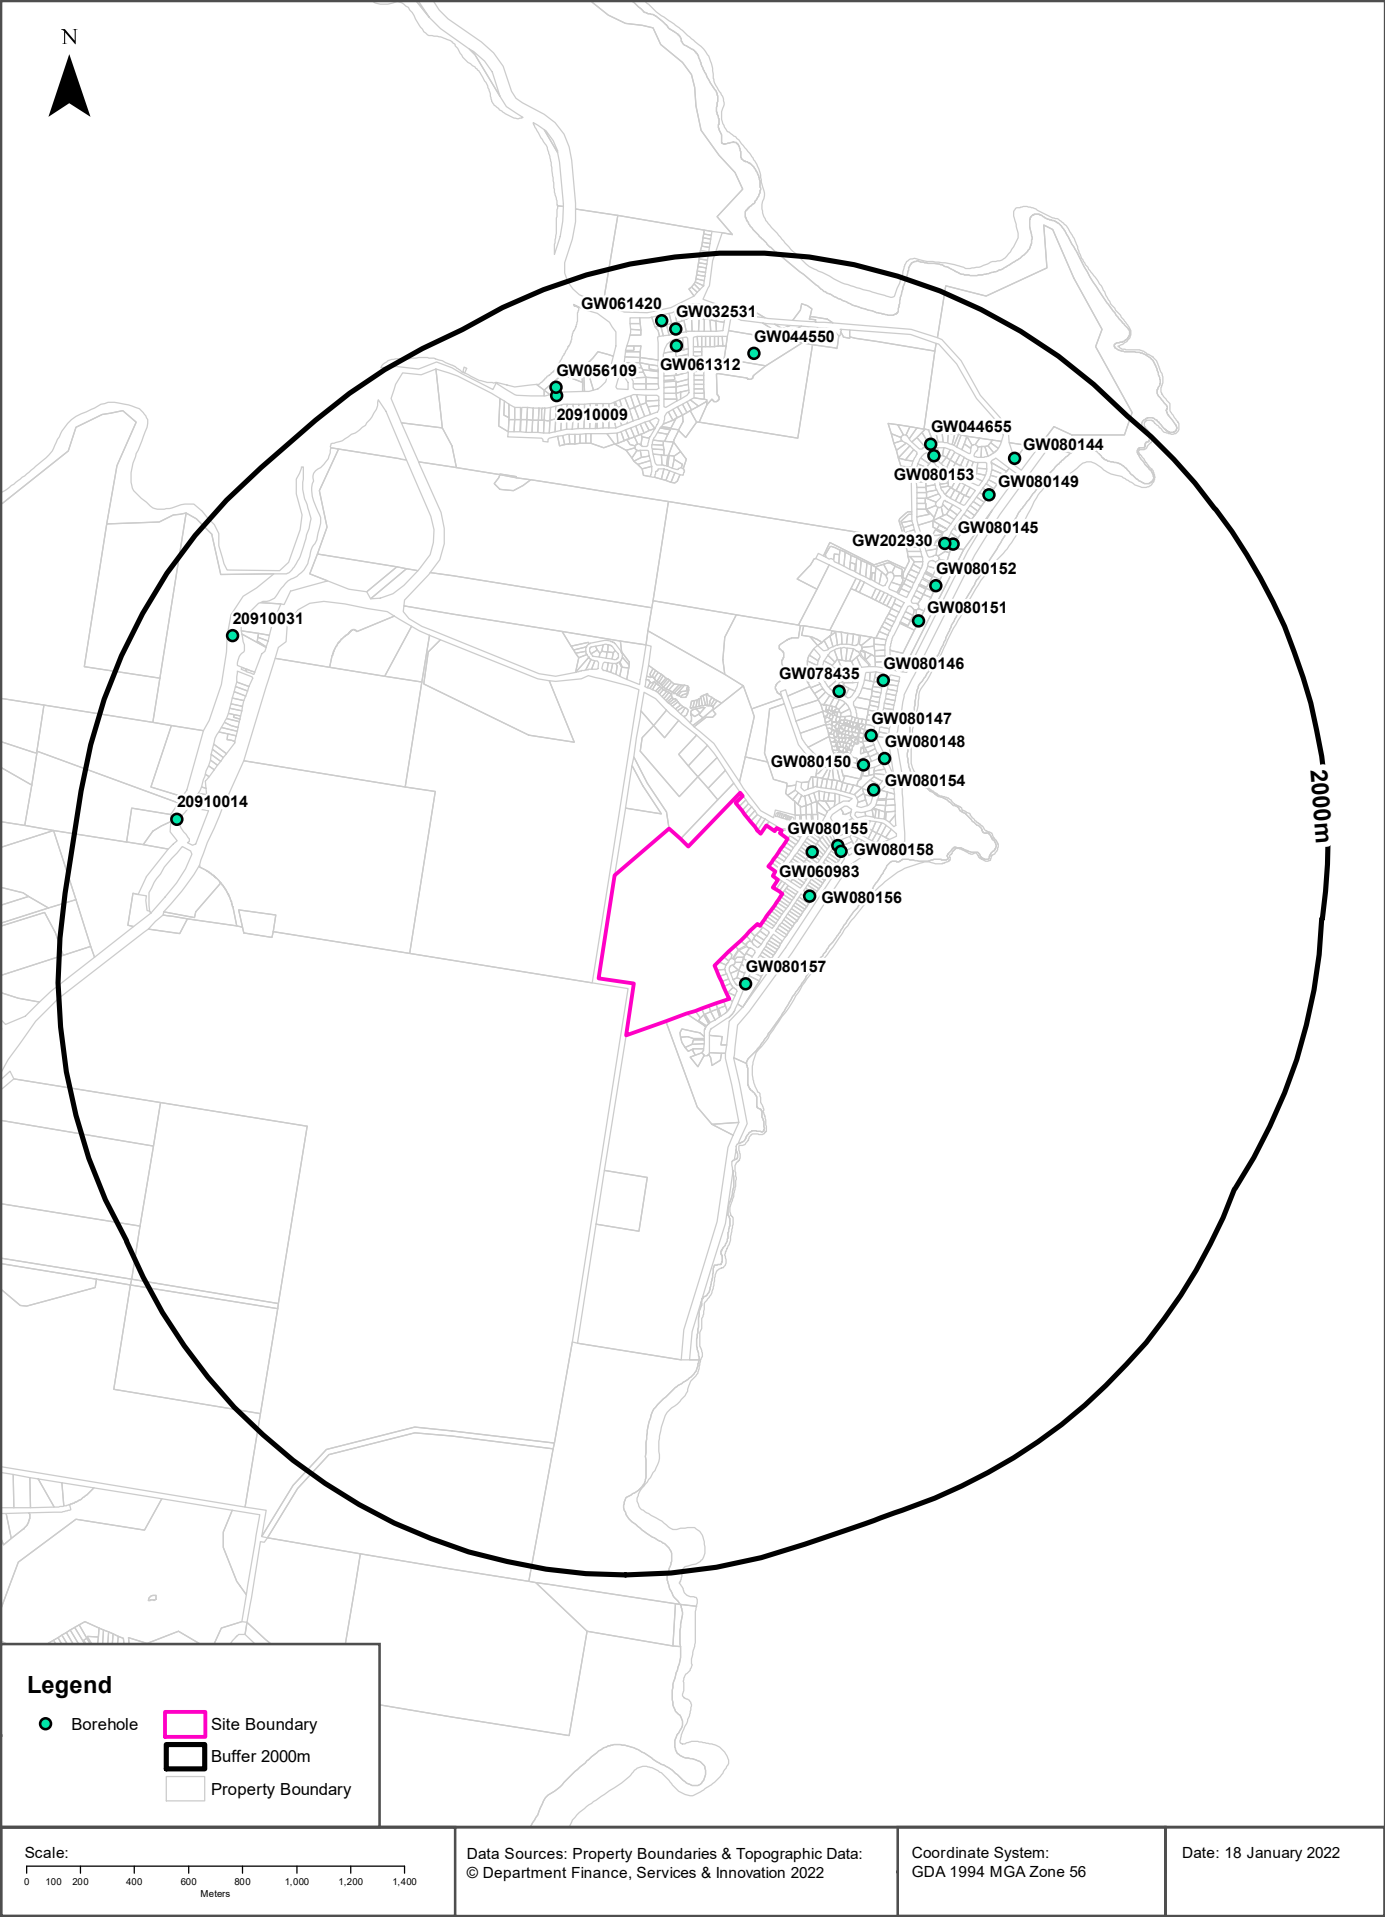 N
GW061420
GW032531
GW044550
GW061312
GW056109
20910009
GW044655
GW080144
GW080153
GW080149
GW080145
GW202930
GW080152
GW080151
20910031
GW080146
GW078435
GW080147
GW080148
GW080150
GW080154
2000m
20910014
GW080155
GW080158
GW060983
GW080156
GW080157
Legend
Borehole
Site Boundary
Buffer 2000m
Property Boundary
Scale:
0 100 200 400 600 800 1,000 1,200 1,400
Meters
Data Sources: Property Boundaries & Topographic Data:
© Department Finance, Services & Innovation 2022
Coordinate System:
GDA 1994 MGA Zone 56
Date: 18 January 2022